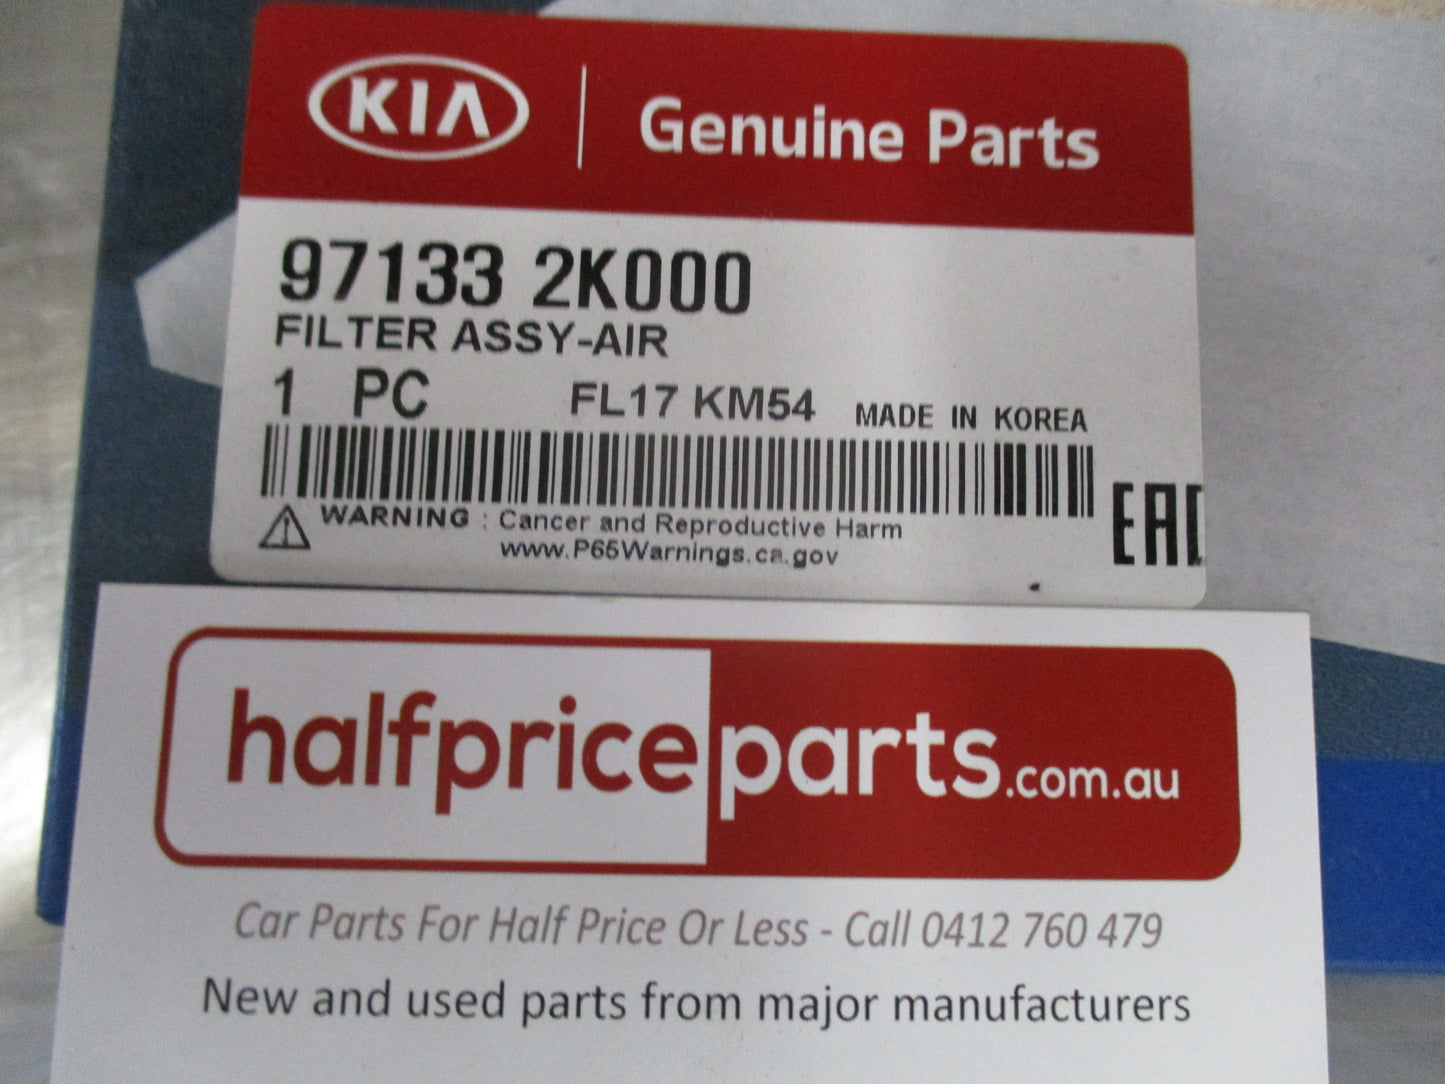 KIA Genuine Parts
97133 2K000
FILTER ASSY-AIR
1 PC FL17 KM54 MADE IN KOREA
WARNING : Cancer and Reproductive Harm
www.P65Warnings.ca.gov
EAC
halfpriceparts.com.au
Car Parts For Half Price Or Less - Call 0412 760 479
New and used parts from major manufacturers